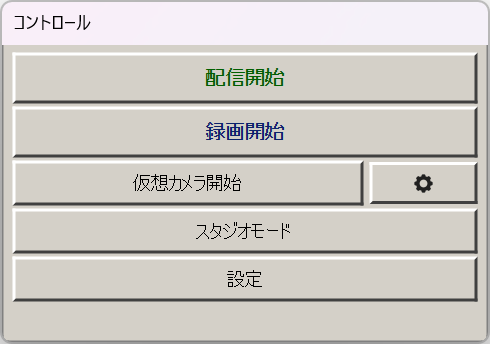 コントロール
配信開始
録画開始
仮想カメラ開始
スタジオモード
設定